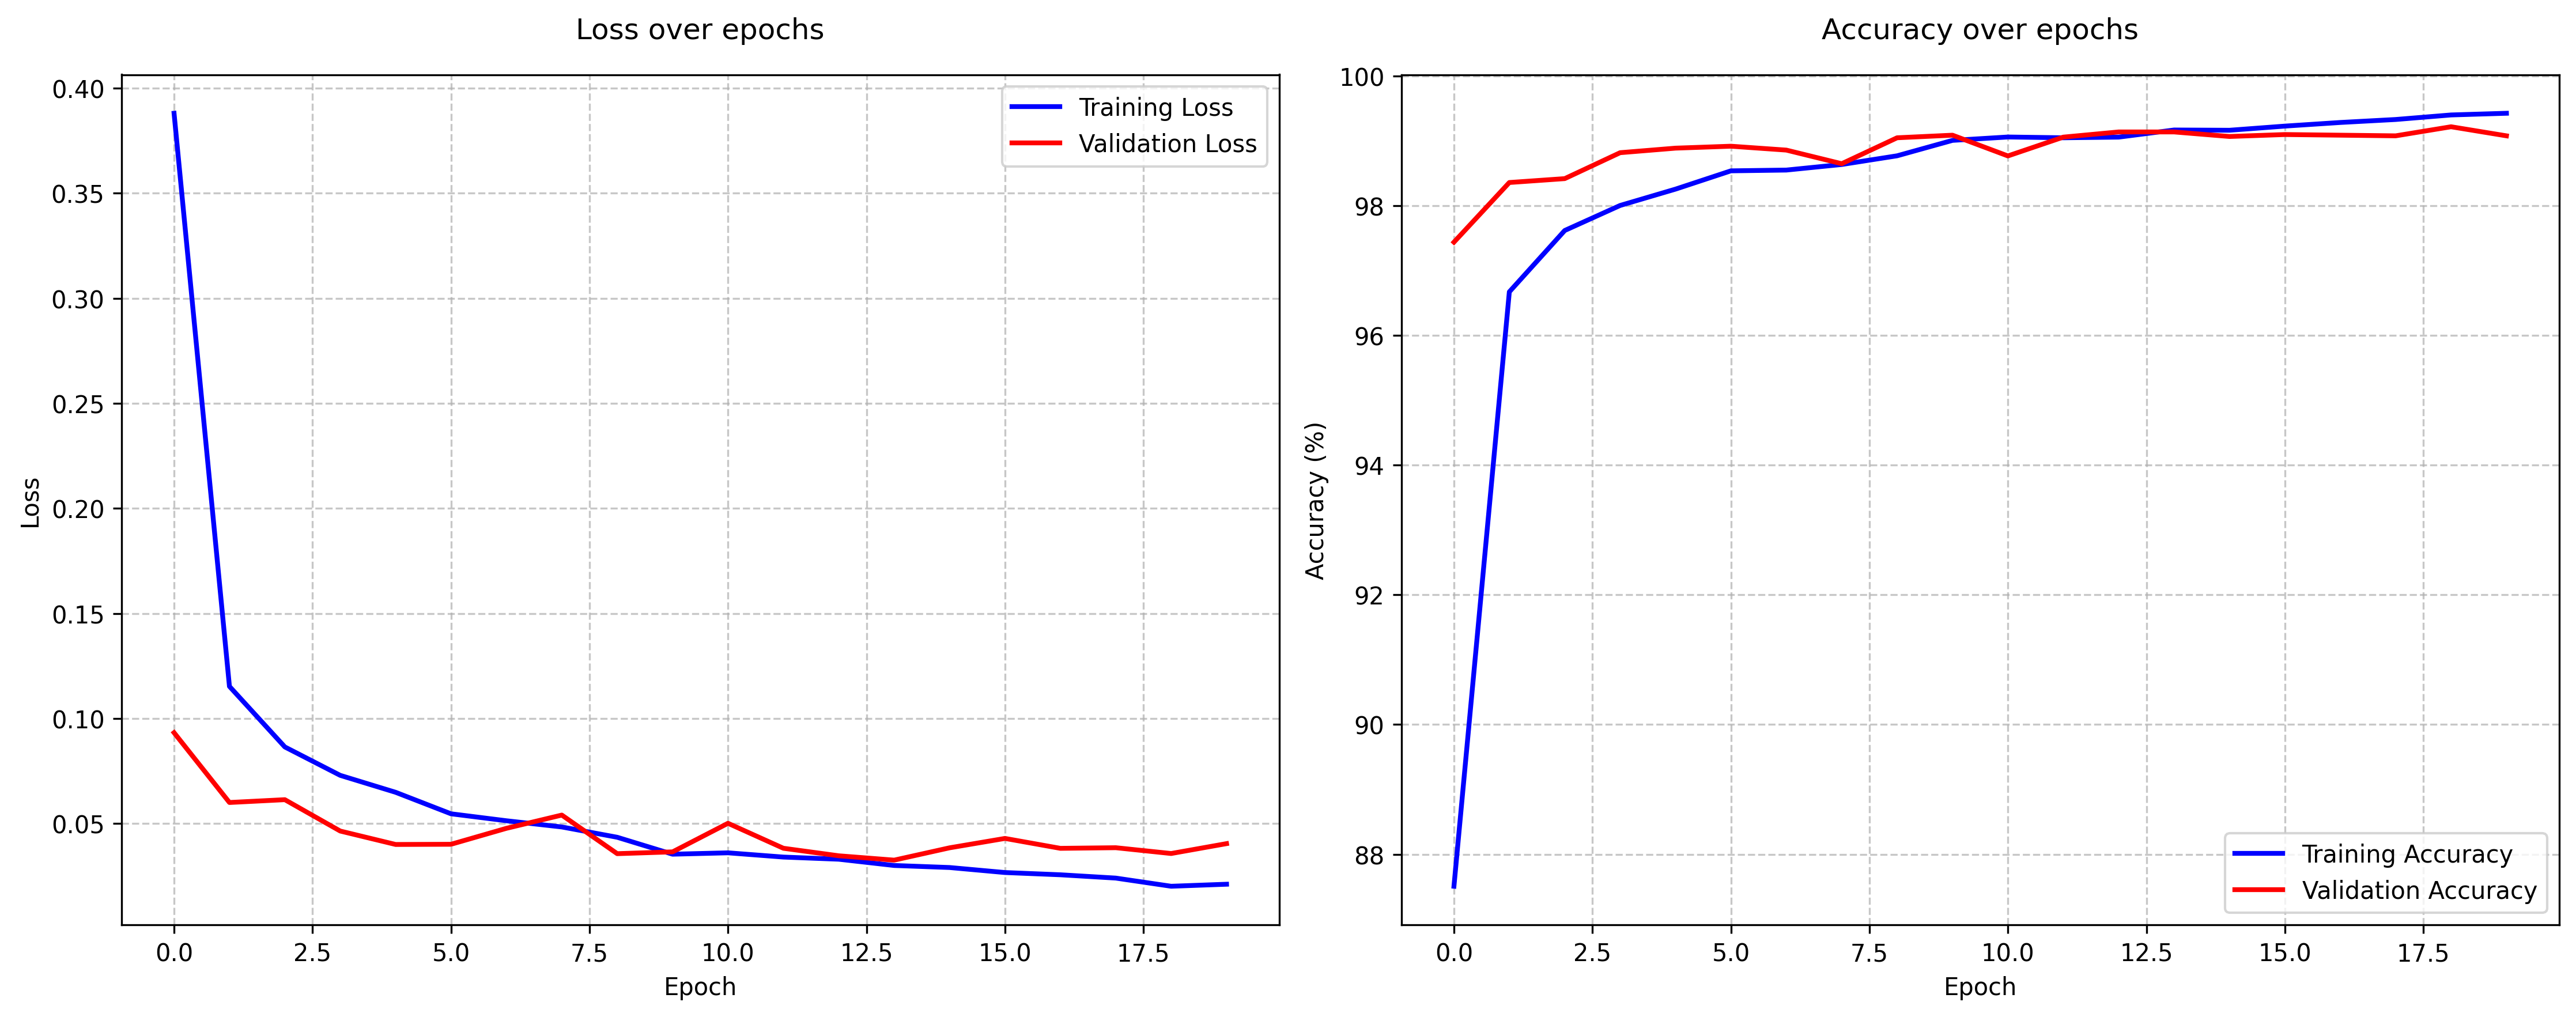 Loss over epochs
0.40
0.35
0.30
0.25
0.20
0.15
0.10
0.05
Loss
Training Loss
Validation Loss
0.0 2.5 5.0 7.5 10.0 12.5 15.0 17.5
Epoch
Accuracy over epochs
100
98
96
94
92
90
88
Accuracy (%)
Training Accuracy
Validation Accuracy
0.0 2.5 5.0 7.5 10.0 12.5 15.0 17.5
Epoch